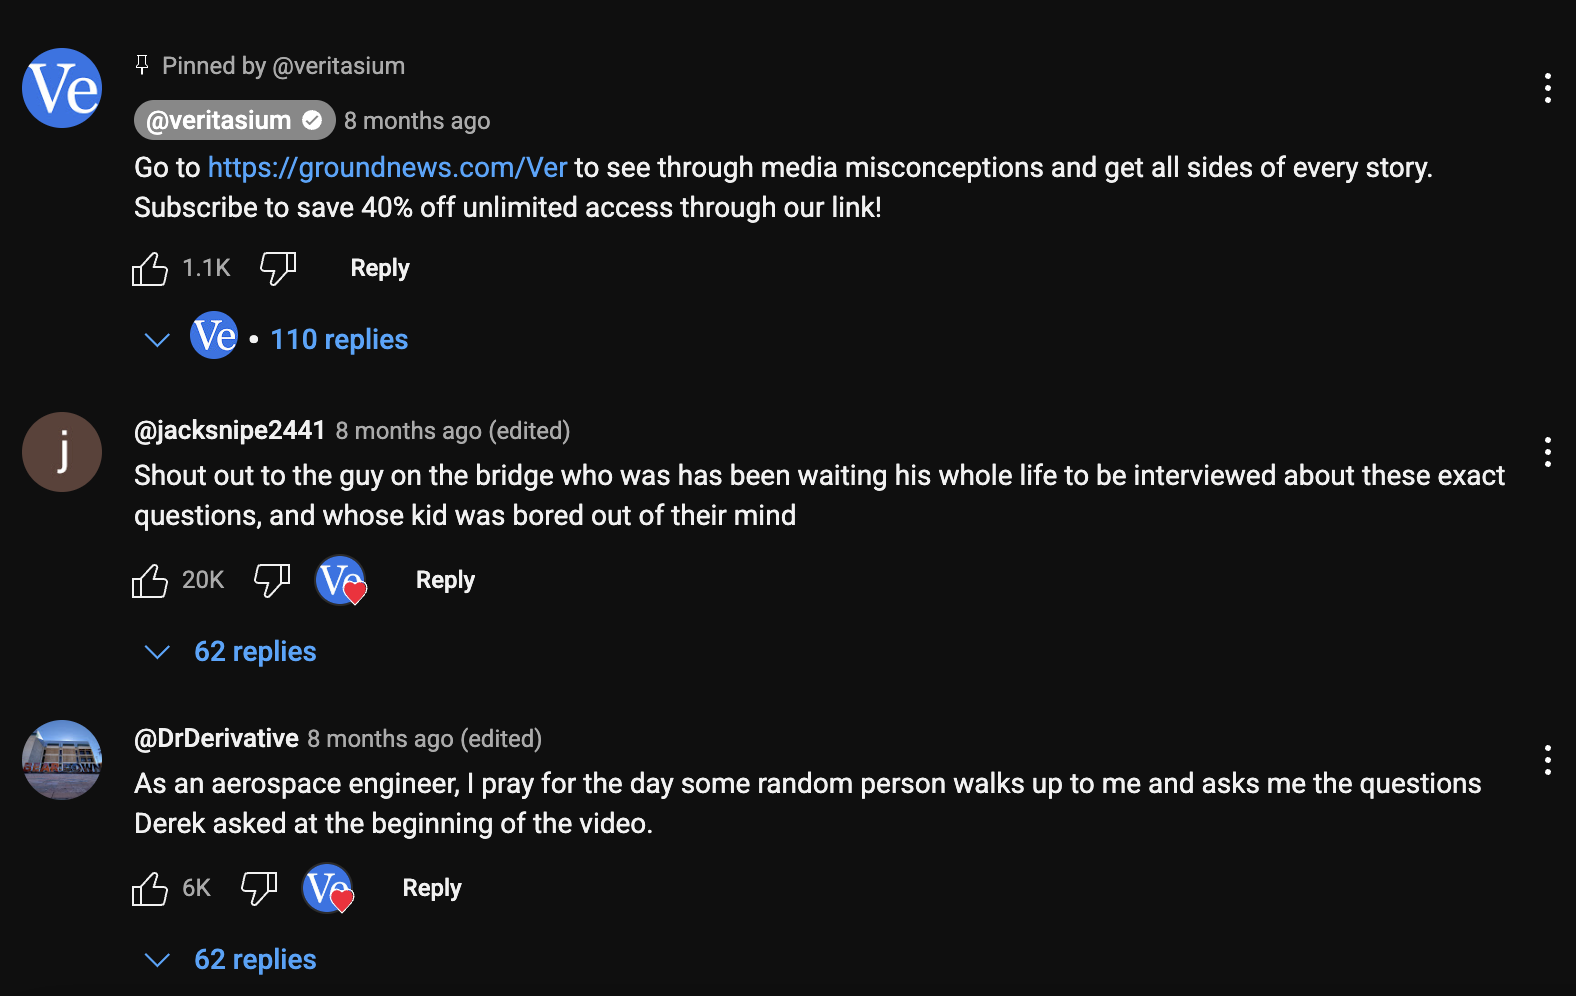 Ve
Pinned by @veritasium
@veritasium 8 months ago
Go to https://groundnews.com/Ver to see through media misconceptions and get all sides of every story.
Subscribe to save 40% off unlimited access through our link!
1.1K Reply
Ve • 110 replies
j
@jacksnipe2441 8 months ago (edited)
Shout out to the guy on the bridge who was has been waiting his whole life to be interviewed about these exact
questions, and whose kid was bored out of their mind
20K Ve Reply
62 replies
@DrDerivative 8 months ago (edited)
As an aerospace engineer, I pray for the day some random person walks up to me and asks me the questions
Derek asked at the beginning of the video.
6K Ve Reply
62 replies